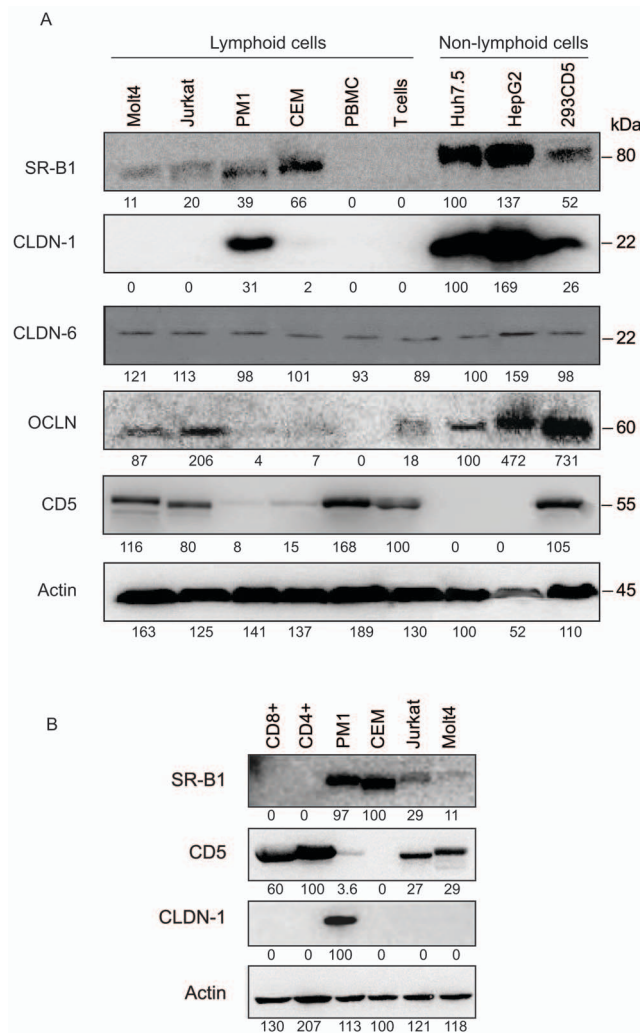 A
Lymphoid cells Non-lymphoid cells
Molt4 Jurkat PM1 CEM PBMC T cells Huh7.5 HepG2 293CD5 kDa
SR-B1 80
11 20 39 66 0 0 100 137 52
CLDN-1 22
0 0 31 2 0 0 100 169 26
CLDN-6 22
121 113 98 101 93 89 100 159 98
OCLN 60
87 206 4 7 0 18 100 472 731
CD5 55
116 80 8 15 168 100 0 0 105
Actin 45
163 125 141 137 189 130 100 52 110
B
CD8+ CD4+ PM1 CEM Jurkat Molt4
SR-B1
0 0 97 100 29 11
CD5
60 100 3.6 0 27 29
CLDN-1
0 0 100 0 0 0
Actin
130 207 113 100 121 118